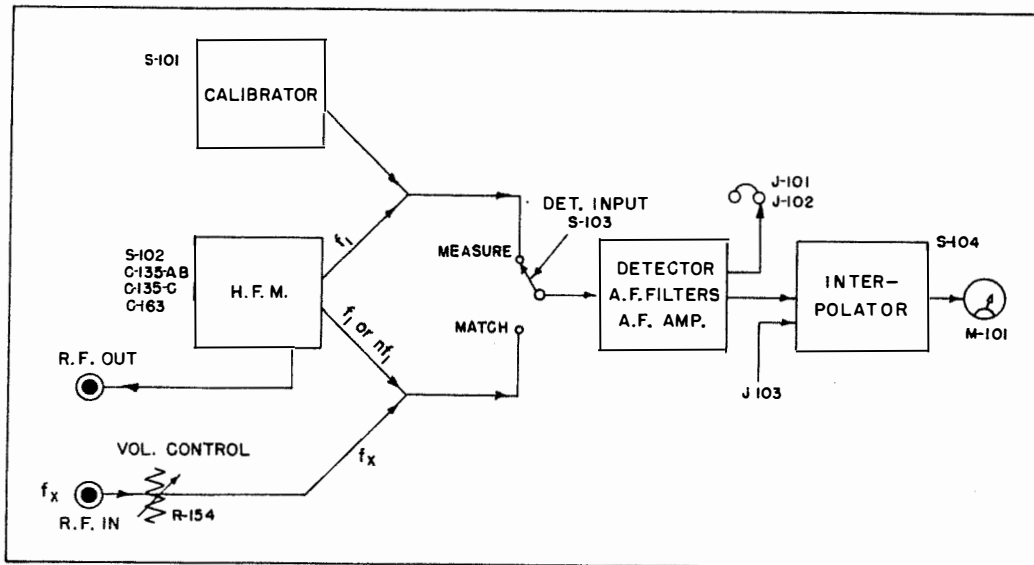 S-101
CALIBRATOR
J-101
J-102
DET. INPUT
S-103
f1
MEASURE
S-104
S-102
C-135-AB
C-135-C
C-163
H.F.M.
DETECTOR
A.F. FILTERS
A.F. AMP.
INTER-
POLATOR
f1 or nf1
MATCH
M-101
R.F. OUT
J-103
VOL. CONTROL
fx
fx
R.F. IN
R-154